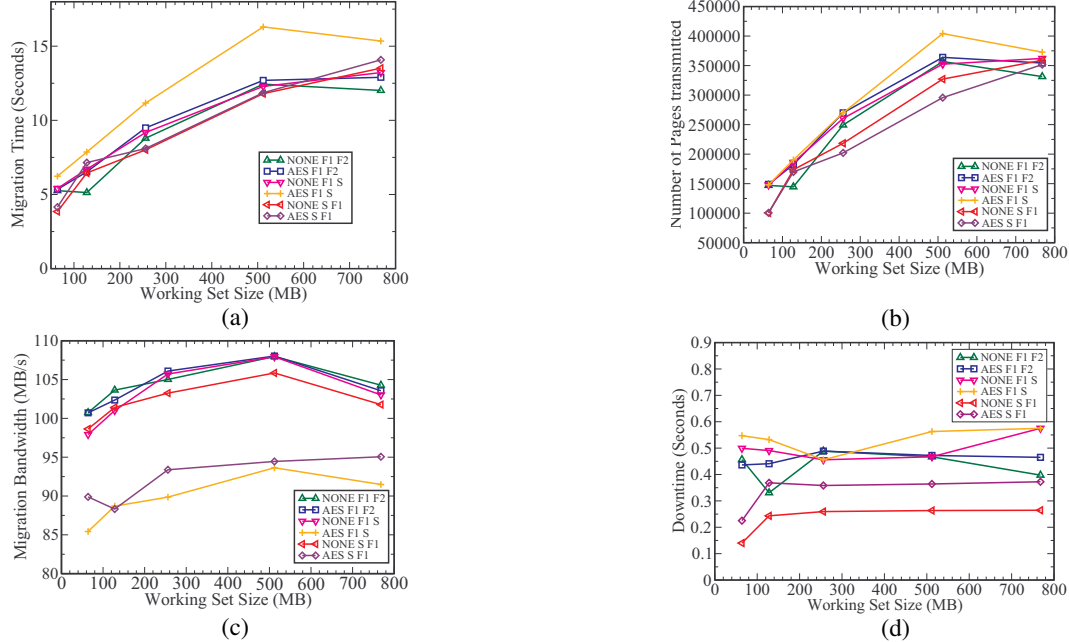 15
10
5
0
Migration Time (Seconds)
NONE F1 F2
AES F1 F2
NONE F1 S
AES F1 S
NONE S F1
AES S F1
100 200 300 400 500 600 700 800
Working Set Size (MB)
(a)
450000
400000
350000
300000
250000
200000
150000
100000
50000
Number of Pages transmitted
NONE F1 F2
AES F1 F2
NONE F1 S
AES F1 S
NONE S F1
AES S F1
100 200 300 400 500 600 700 800
Working Set Size (MB)
(b)
110
105
100
95
90
85
80
Migration Bandwidth (MB/s)
NONE F1 F2
AES F1 F2
NONE F1 S
AES F1 S
NONE S F1
AES S F1
0 100 200 300 400 500 600 700 800
Working Set Size (MB)
(c)
0.9
0.8
0.7
0.6
0.5
0.4
0.3
0.2
0.1
0
Downtime (Seconds)
NONE F1 F2
AES F1 F2
NONE F1 S
AES F1 S
NONE S F1
AES S F1
0 100 200 300 400 500 600 700 800
Working Set Size (MB)
(d)